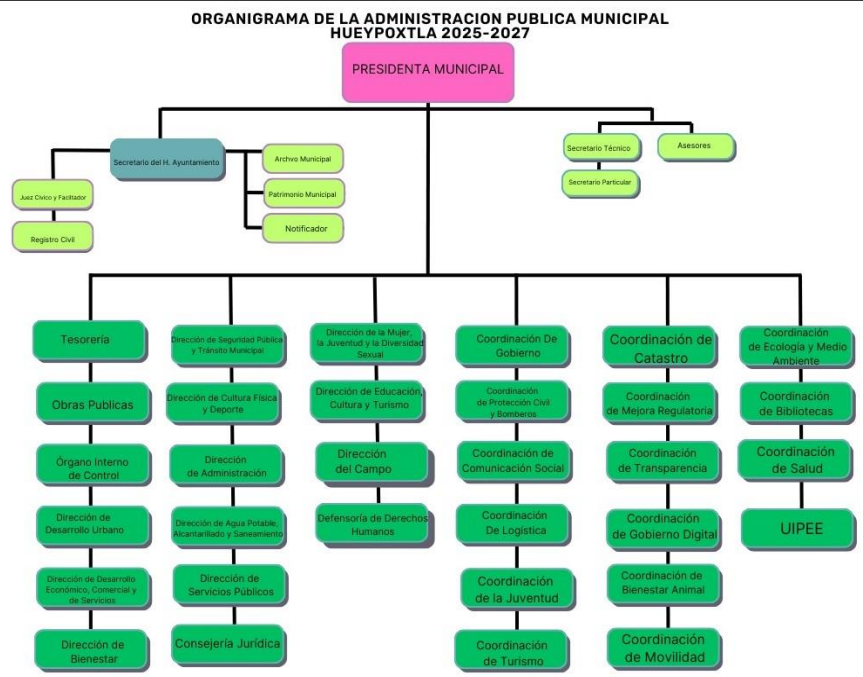 ORGANIGRAMA DE LA ADMINISTRACION PUBLICA MUNICIPAL
HUEYPOXTLA 2025-2027
PRESIDENTA MUNICIPAL
Secretario del H. Ayuntamiento
Archvo Municipal
Patrimonio Municipal
Notificador
Juez Cívico y Facilitador
Registro Civil
Secretario Técnico
Asesores
Secretario Particular
Tesorería
Obras Publicas
Órgano Interno
de Control
Dirección de
Desarrollo Urbano
Dirección de Desarrollo
Económico, Comercial y
de Servicios
Dirección de
Bienestar
Dirección de Seguridad Pública
y Tránsito Municipal
Dirección de Cultura Física
y Deporte
Dirección
de Administración
Dirección de Agua Potable,
Alcantarillado y Saneamiento
Dirección de
Servicios Públicos
Consejería Jurídica
Dirección de la Mujer,
la Juventud y la Diversidad
Sexual
Dirección de Educación,
Cultura y Turismo
Dirección
del Campo
Defensoría de Derechos
Humanos
Coordinación De
Gobierno
Coordinación
de Protección Civil
y Bomberos
Coordinación de
Comunicación Social
Coordinación
De Logística
Coordinación
de la Juventud
Coordinación
de Turismo
Coordinación de
Catastro
Coordinación
de Mejora Regulatoria
Coordinación
de Transparencia
Coordinación
de Gobierno Digital
Coordinación de
Bienestar Animal
Coordinación
de Movilidad
Coordinación
de Ecología y Medio
Ambiente
Coordinación
de Bibliotecas
Coordinación
de Salud
UIPEE